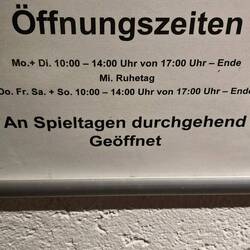 Öffnungszeiten
Mo.+ Di. 10:00 – 14:00 Uhr von 17:00 Uhr – Ende
Mi. Ruhetag
Do. Fr. Sa. + So. 10:00 – 14:00 Uhr von 17:00 Uhr – Ende
An Spieltagen durchgehend
Geöffnet